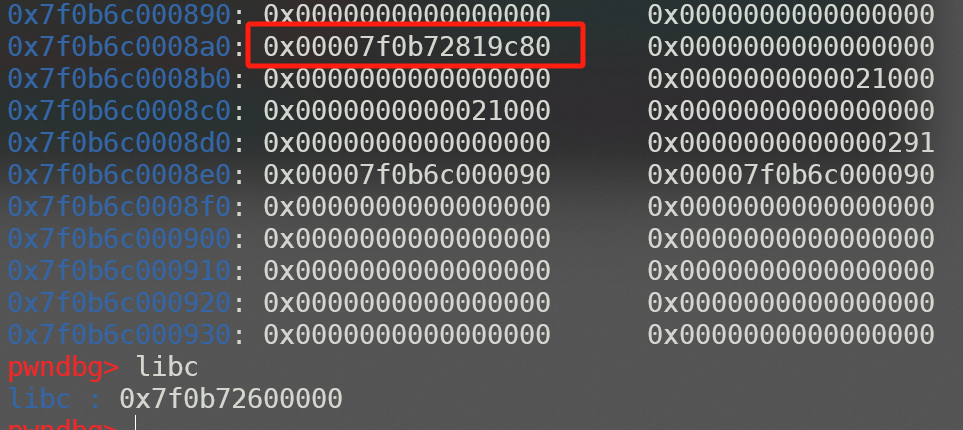 0x7f0b6c000890: 0x0000000000000000 0x0000000000000000
0x7f0b6c0008a0: 0x00007f0b72819c80 0x0000000000000000
0x7f0b6c0008b0: 0x0000000000000000 0x0000000000021000
0x7f0b6c0008c0: 0x0000000000021000 0x0000000000000000
0x7f0b6c0008d0: 0x0000000000000000 0x0000000000000291
0x7f0b6c0008e0: 0x00007f0b6c000090 0x00007f0b6c000090
0x7f0b6c0008f0: 0x0000000000000000 0x0000000000000000
0x7f0b6c000900: 0x0000000000000000 0x0000000000000000
0x7f0b6c000910: 0x0000000000000000 0x0000000000000000
0x7f0b6c000920: 0x0000000000000000 0x0000000000000000
0x7f0b6c000930: 0x0000000000000000 0x0000000000000000
pwndbg> libc
libc : 0x7f0b72600000
pwndbg>